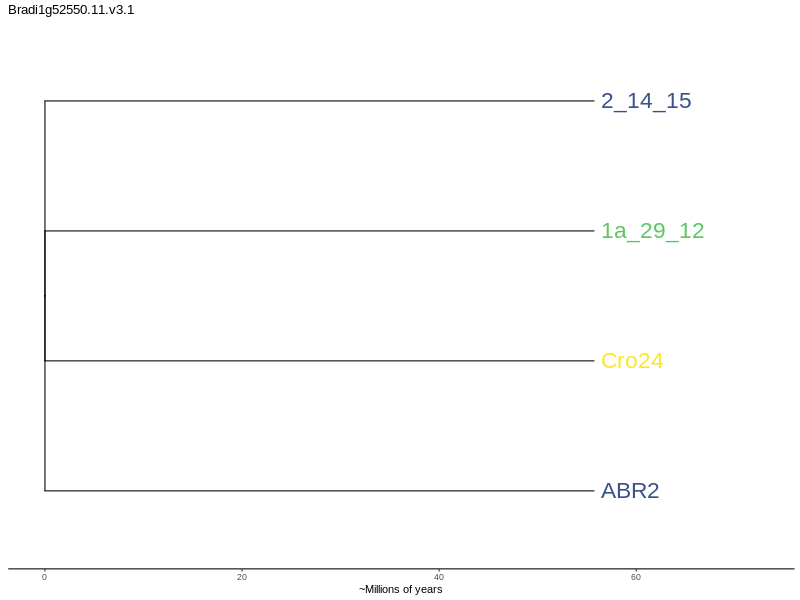 Bradi1g52550.11.v3.1
2_14_15
1a_29_12
Cro24
ABR2
0 20 40 60
~Millions of years